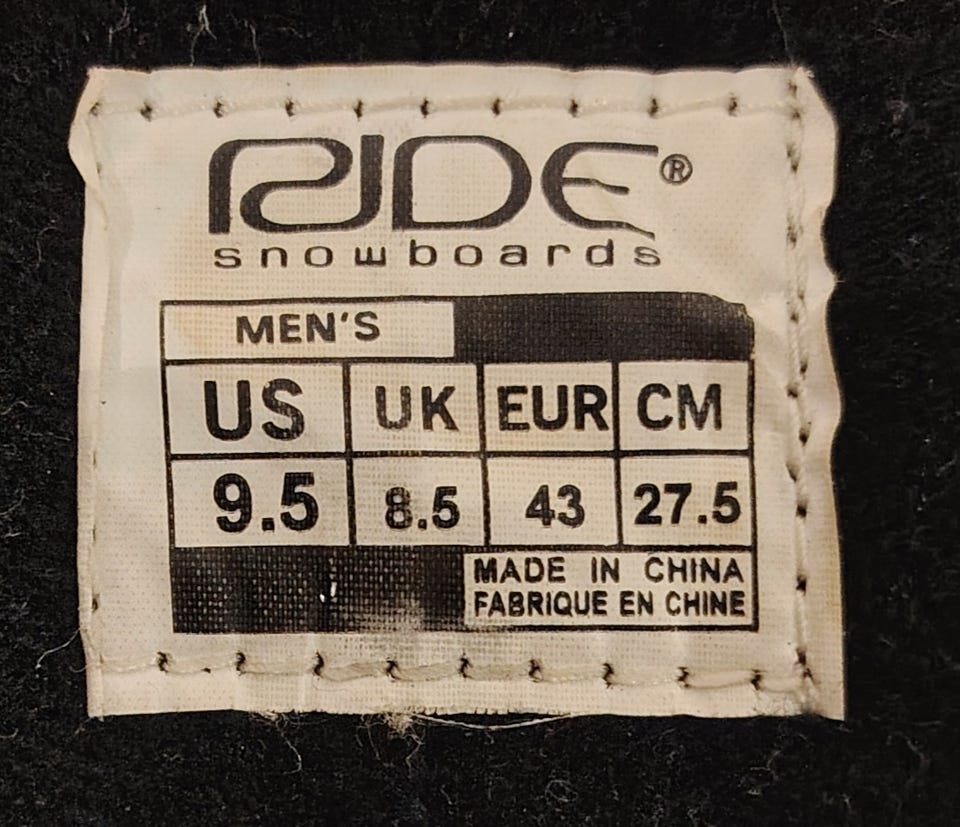 RIDE®
snowboards
MEN'S
US UK EUR CM
9.5 8.5 43 27.5
MADE IN CHINA
FABRIQUE EN CHINE